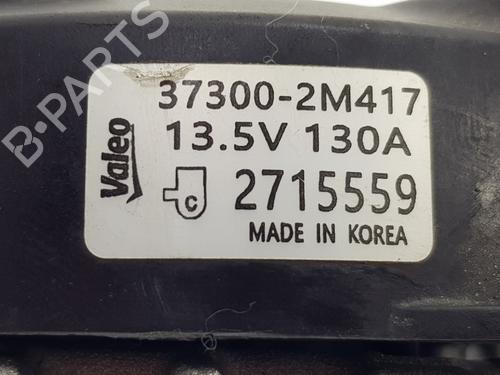 B-PARTS
Valeo
37300-2M417
13.5V 130A
C 2715559
MADE IN KOREA